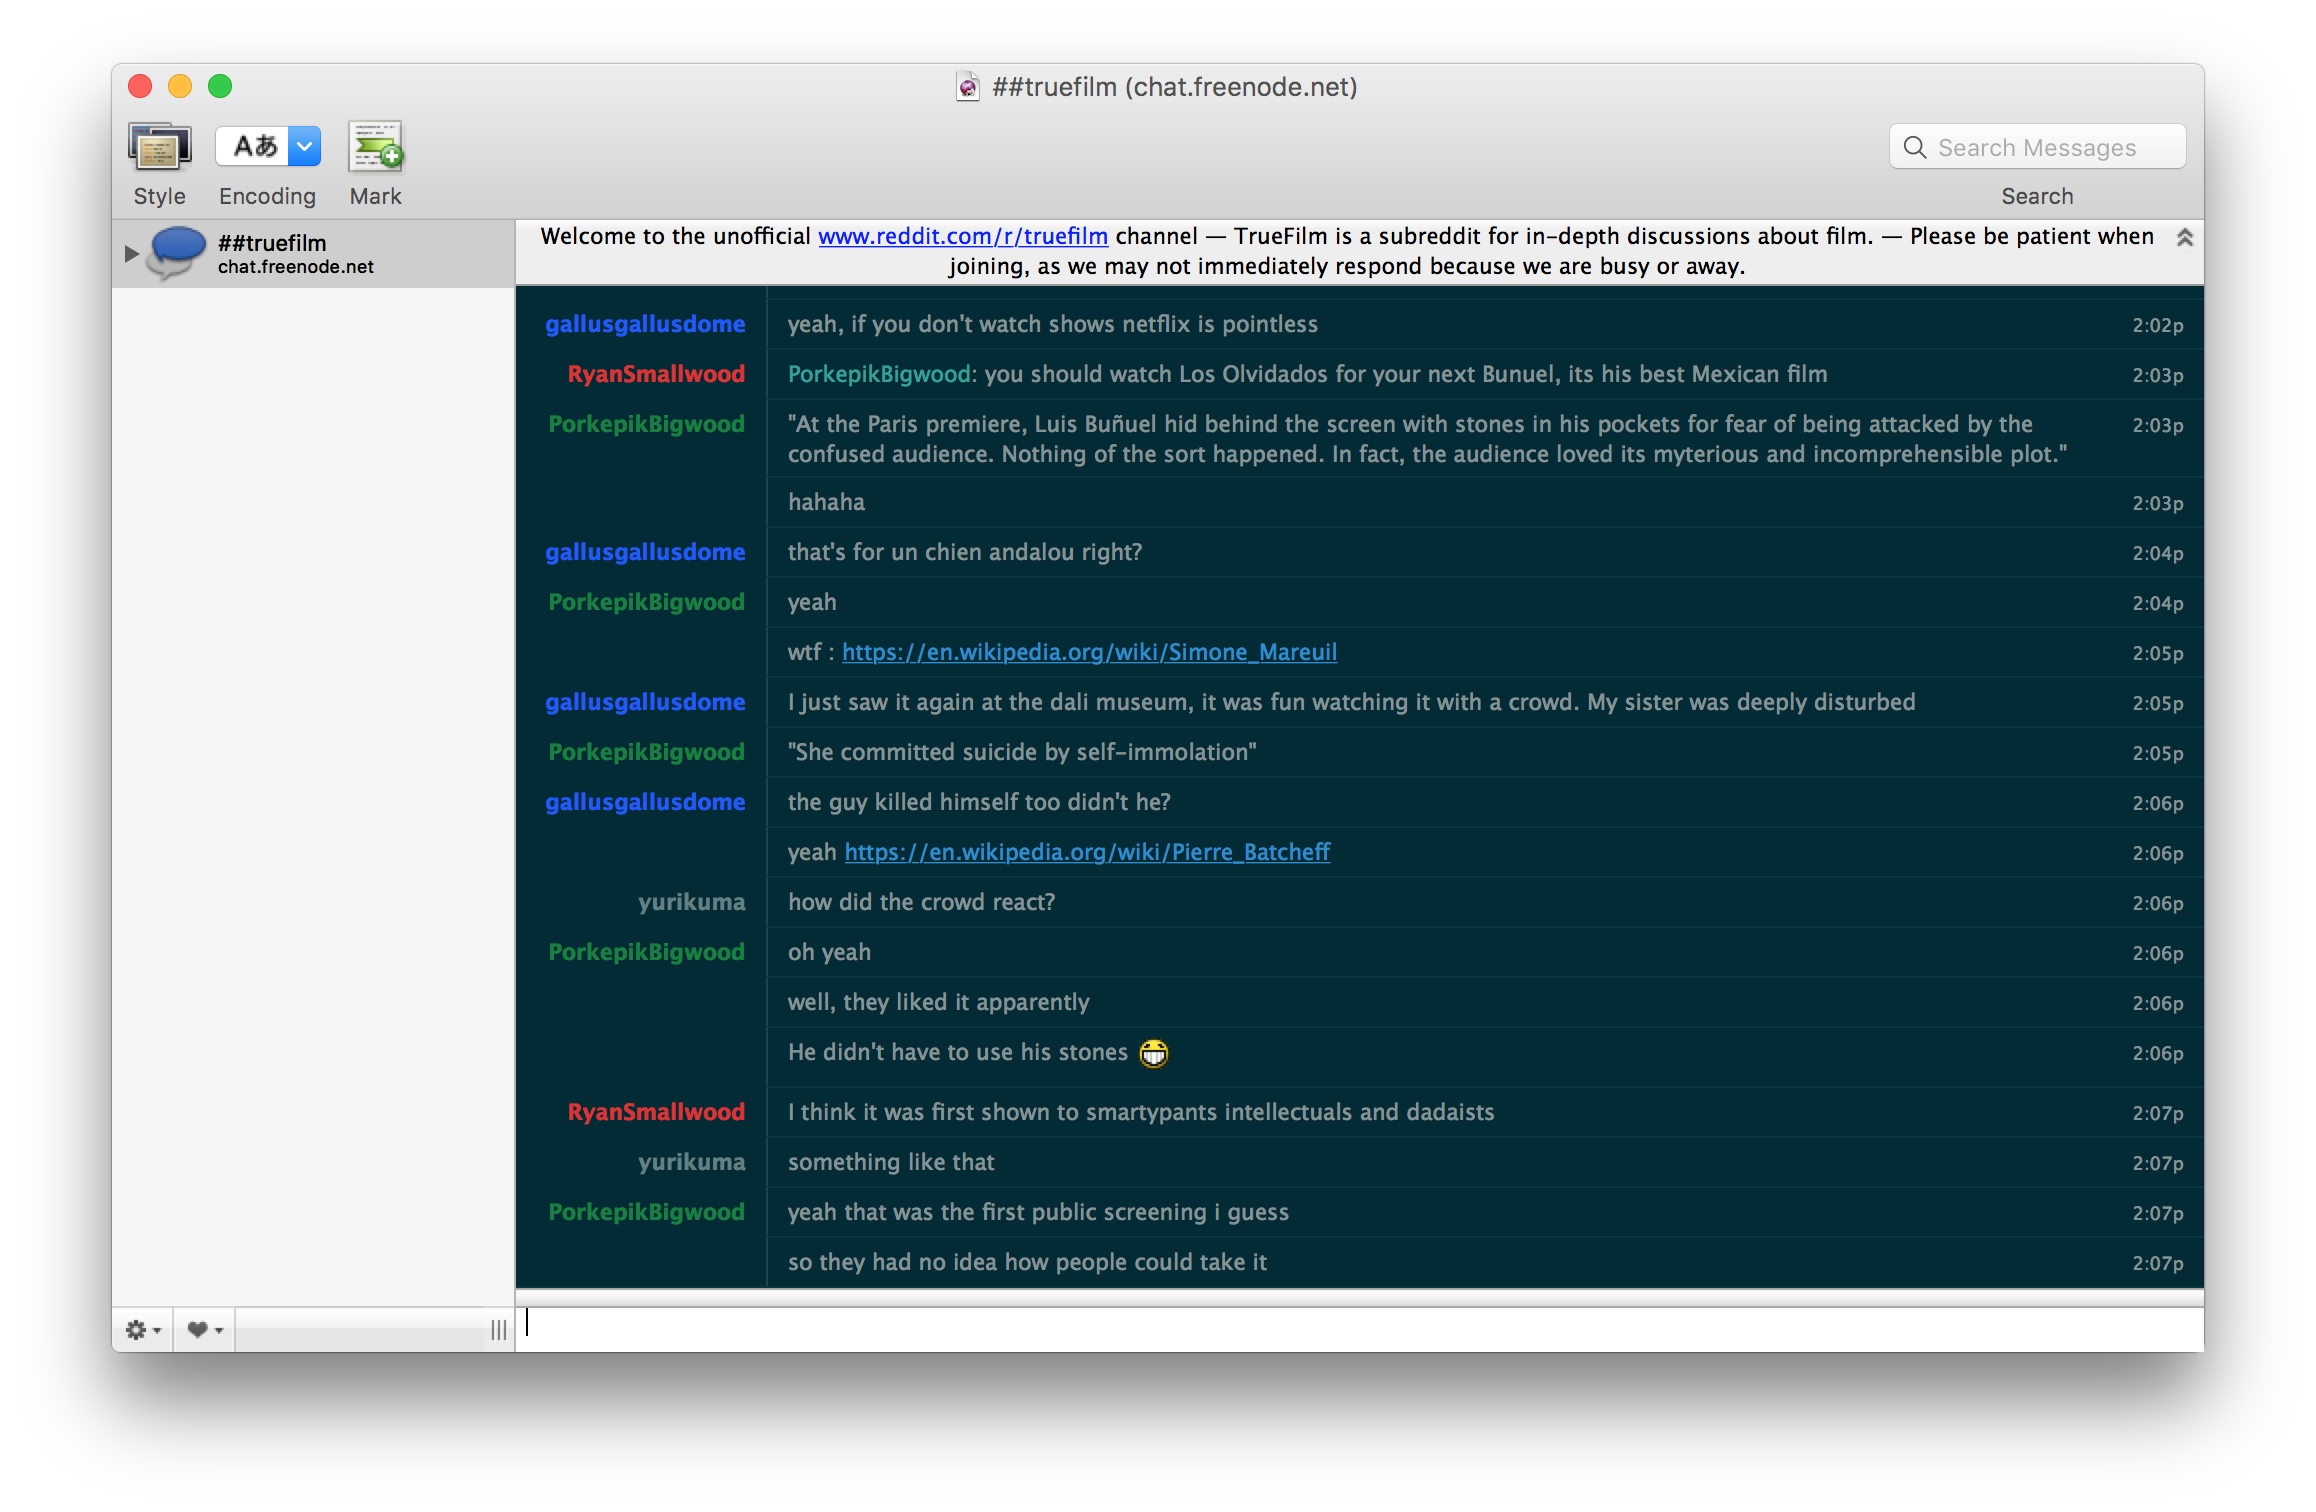 ##truefilm (chat.freenode.net)
Aあ
Search Messages
Style Encoding Mark Search
##truefilm
chat.freenode.net
Welcome to the unofficial www.reddit.com/r/truefilm channel — TrueFilm is a subreddit for in-depth discussions about film. — Please be patient when
joining, as we may not immediately respond because we are busy or away.
gallusgallusdome yeah, if you don't watch shows netflix is pointless 2:02p
RyanSmallwood PorkepikBigwood: you should watch Los Olvidados for your next Bunuel, its his best Mexican film 2:03p
PorkepikBigwood "At the Paris premiere, Luis Buñuel hid behind the screen with stones in his pockets for fear of being attacked by the 2:03p
confused audience. Nothing of the sort happened. In fact, the audience loved its myterious and incomprehensible plot."
hahaha 2:03p
gallusgallusdome that's for un chien andalou right? 2:04p
PorkepikBigwood yeah 2:04p
wtf : https://en.wikipedia.org/wiki/Simone_Mareuil 2:05p
gallusgallusdome I just saw it again at the dali museum, it was fun watching it with a crowd. My sister was deeply disturbed 2:05p
PorkepikBigwood "She committed suicide by self-immolation" 2:05p
gallusgallusdome the guy killed himself too didn't he? 2:06p
yeah https://en.wikipedia.org/wiki/Pierre_Batcheff 2:06p
yurikuma how did the crowd react? 2:06p
PorkepikBigwood oh yeah 2:06p
well, they liked it apparently 2:06p
He didn't have to use his stones 2:06p
RyanSmallwood I think it was first shown to smartypants intellectuals and dadaists 2:07p
yurikuma something like that 2:07p
PorkepikBigwood yeah that was the first public screening i guess 2:07p
so they had no idea how people could take it 2:07p